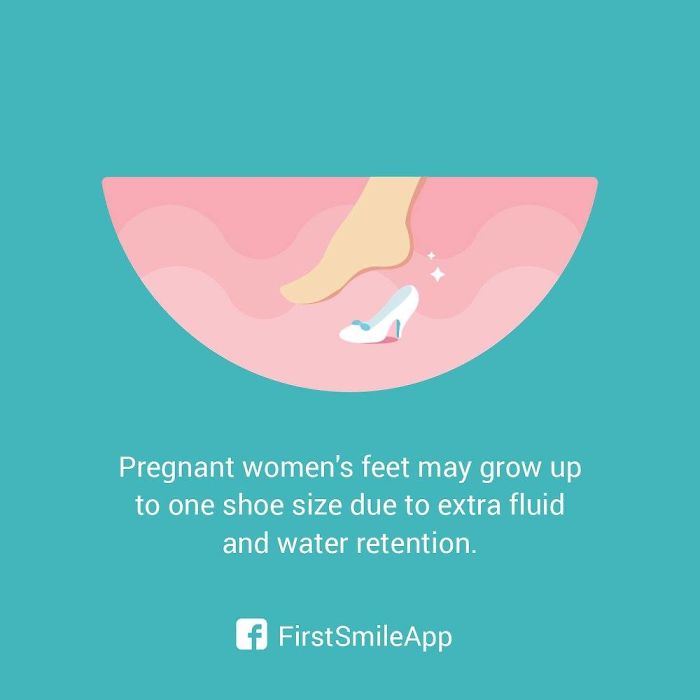 Pregnant women's feet may grow up
to one shoe size due to extra fluid
and water retention.
FirstSmileApp